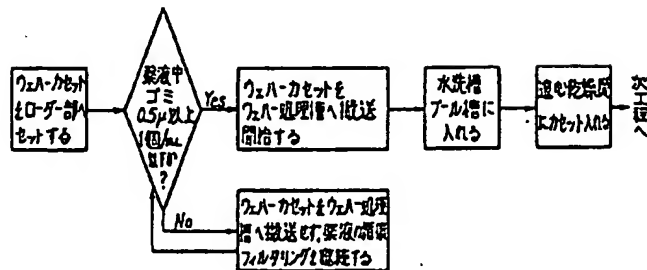 ウェハーカセット
をローダー部へ
セットする
薬液中
ゴミ
0.5μ以上
1個/mL
以下か
?
Yes
No
ウェハーカセットを
ウェハー処理槽へ搬送
開始する
水洗槽
プール槽に
入れる
遠心乾燥機
にカセット入れる
次工程へ
ウェハーカセットをウェハー処理
槽へ搬送せず,薬液の循環
フィルタリングを継続する